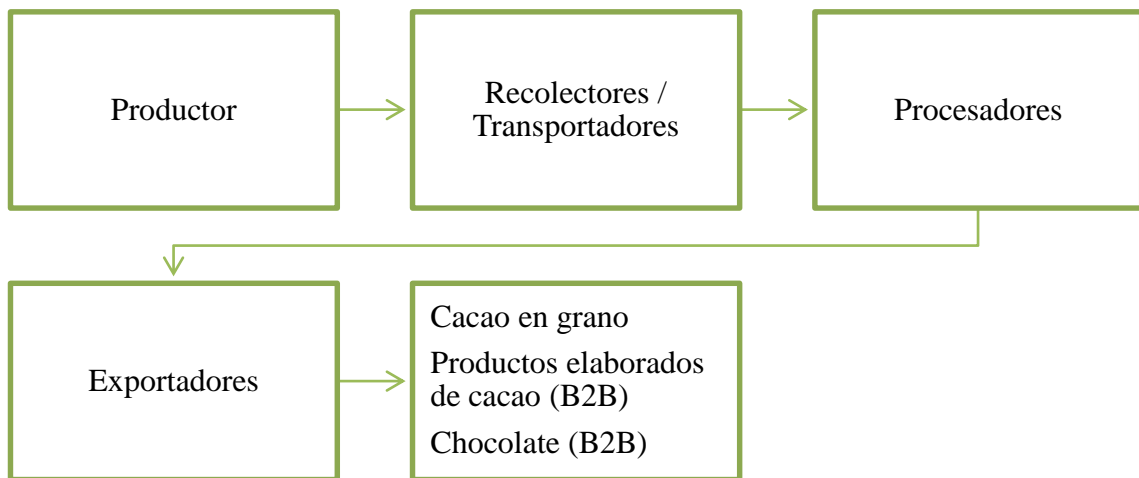 Productor
Recolectores /
Transportadores
Procesadores
Exportadores
Cacao en grano
Productos elaborados
de cacao (B2B)
Chocolate (B2B)